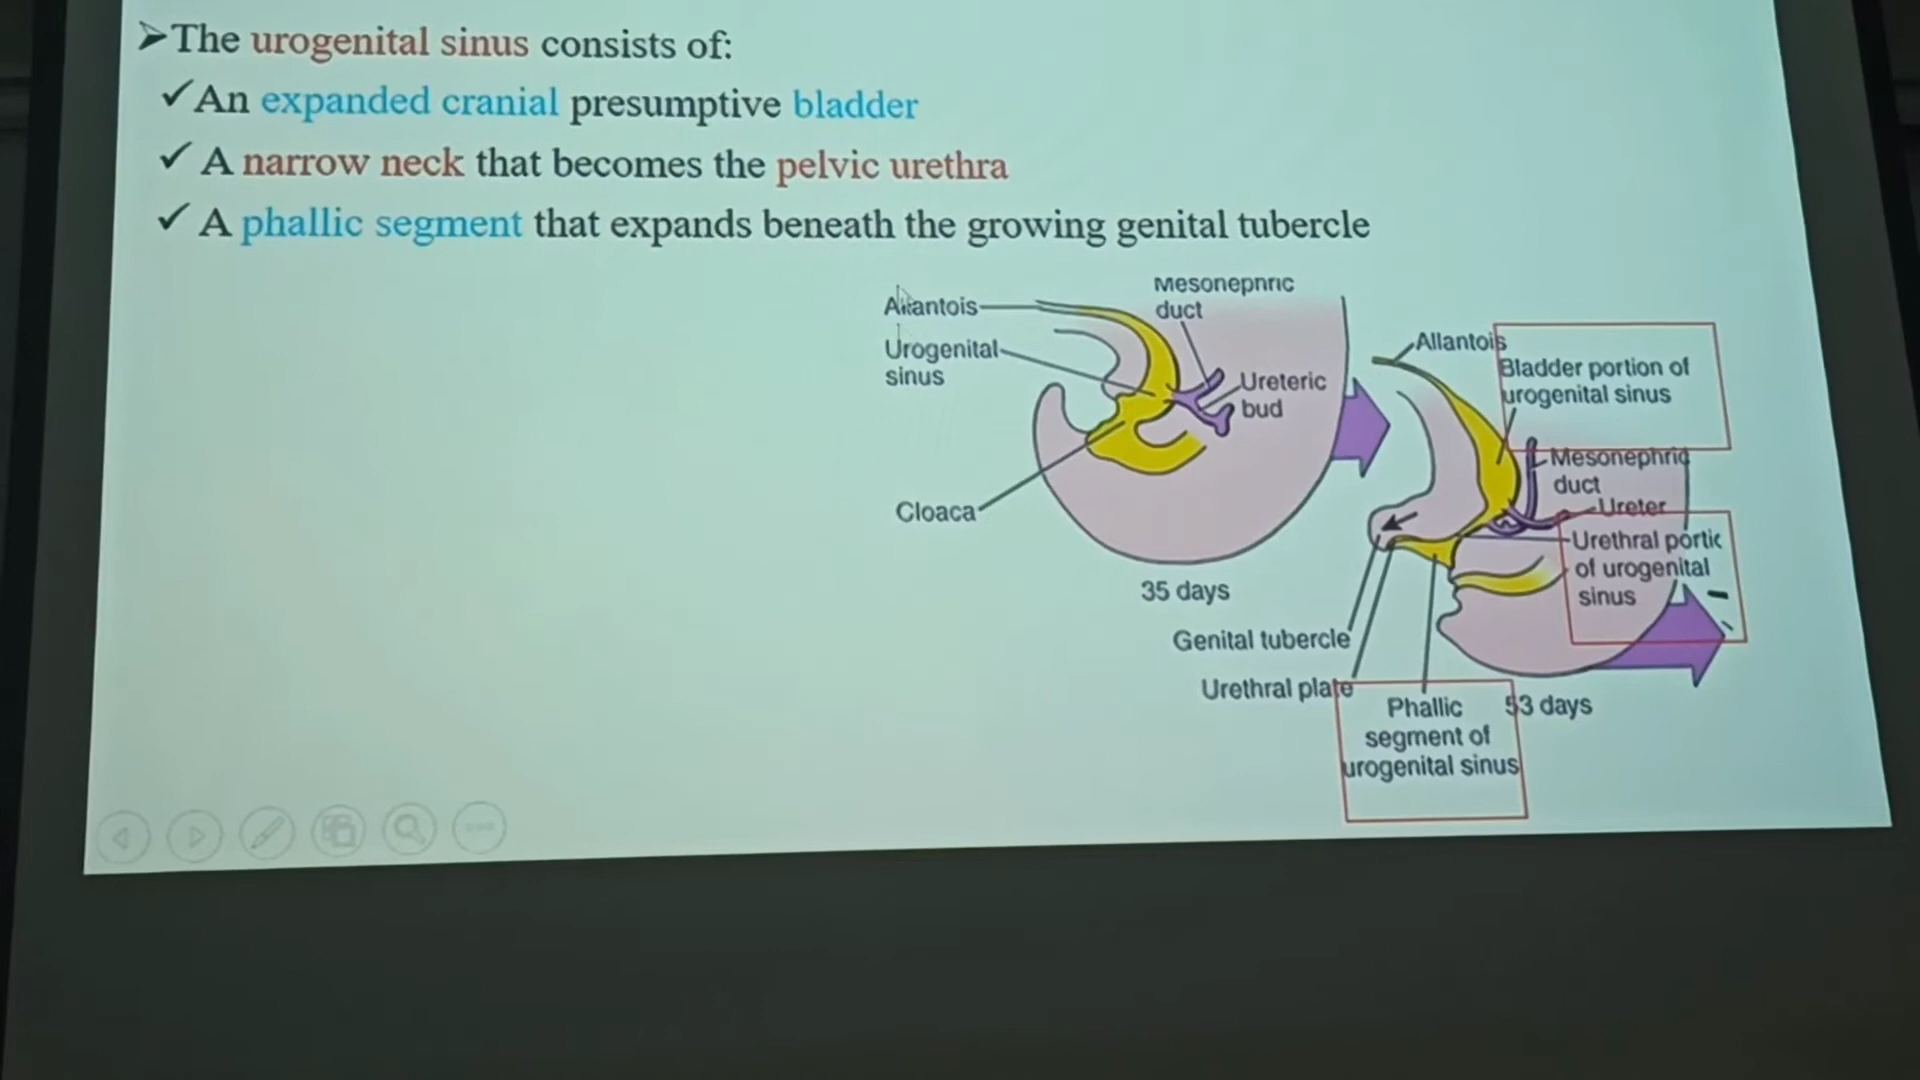 ➢The urogenital sinus consists of:
✓An expanded cranial presumptive bladder
✓ A narrow neck that becomes the pelvic urethra
✓ A phallic segment that expands beneath the growing genital tubercle
Allantois
Urogenital
sinus
Mesonephric
duct
Ureteric
bud
Cloaca
35 days
Allantois
Bladder portion of
urogenital sinus
Mesonephric
duct
Ureter
Urethral portic
of urogenital
sinus
Genital tubercle
Urethral plate
Phallic
segment of
urogenital sinus
53 days